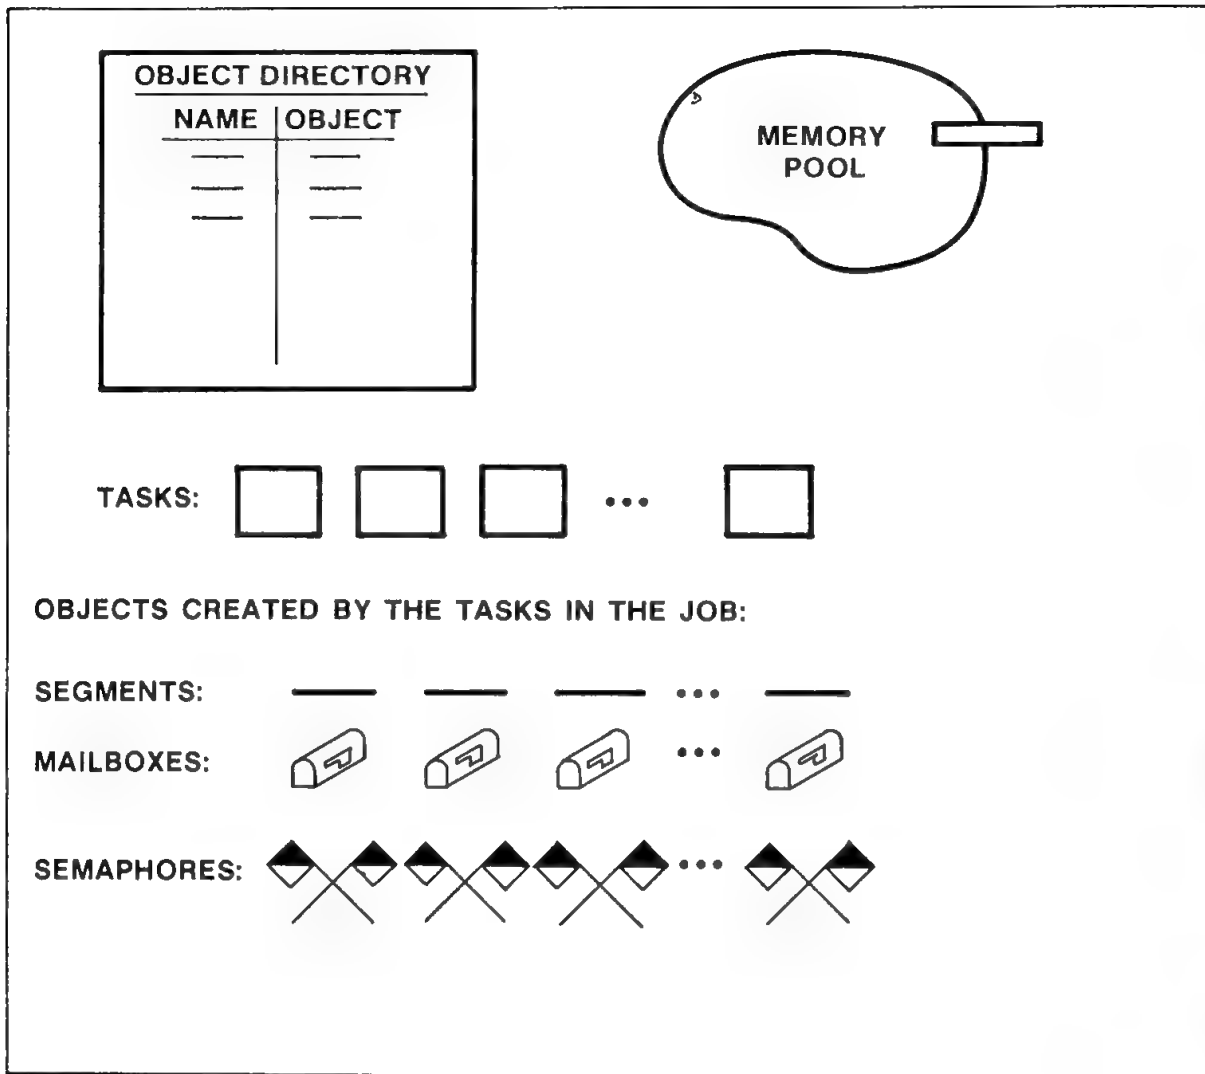 OBJECT DIRECTORY
NAME OBJECT
MEMORY
POOL
TASKS: •••
OBJECTS CREATED BY THE TASKS IN THE JOB:
SEGMENTS: •••
MAILBOXES: •••
SEMAPHORES: •••